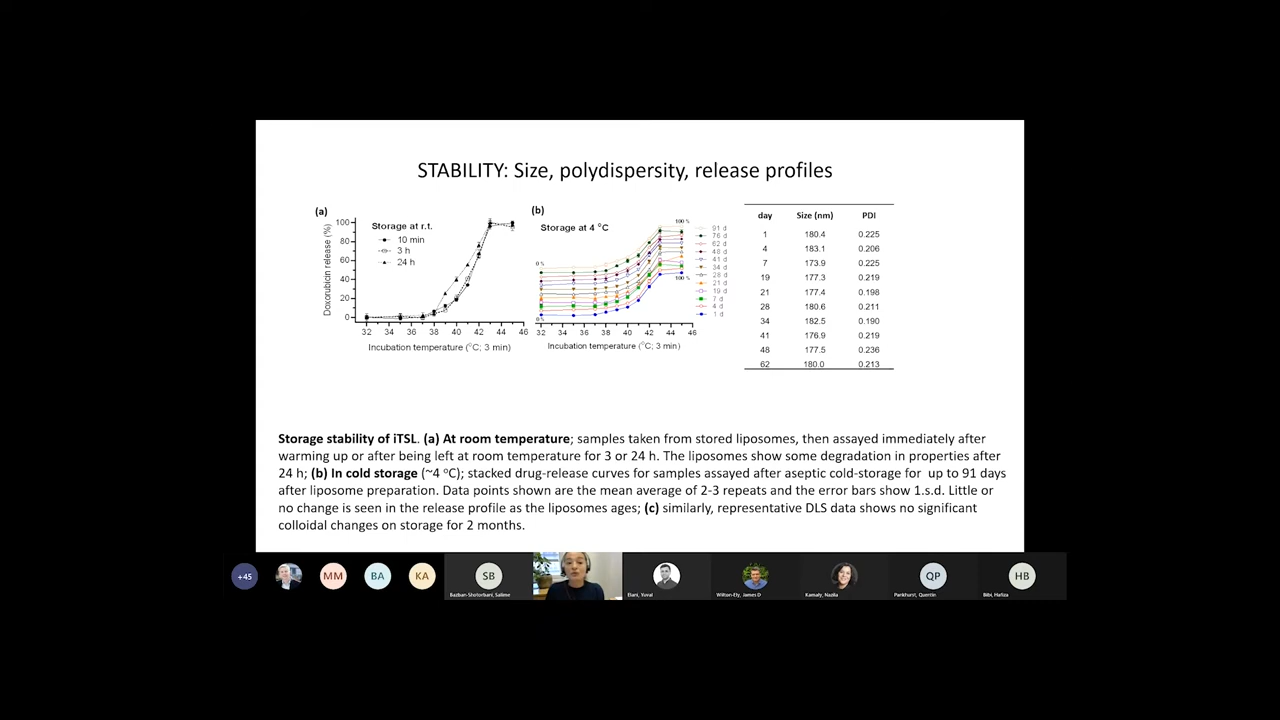 STABILITY: Size, polydispersity, release profiles
(a)
Storage at r.t.
10 min
3 h
24 h
Doxorubicin release (%)
100
80
60
40
20
0
32 34 36 38 40 42 44 46
Incubation temperature (°C; 3 min)
(b)
Storage at 4 °C
100 %
0 %
100 %
0 %
91 d
76 d
62 d
48 d
41 d
34 d
28 d
21 d
19 d
7 d
4 d
1 d
32 34 36 38 40 42 44 46
Incubation temperature (°C; 3 min)
day Size (nm) PDI
1 180.4 0.225
4 183.1 0.206
7 173.9 0.225
19 177.3 0.219
21 177.4 0.198
28 180.6 0.211
34 182.5 0.190
41 176.9 0.219
48 177.5 0.236
62 180.0 0.213
Storage stability of iTSL. (a) At room temperature; samples taken from stored liposomes, then assayed immediately after
warming up or after being left at room temperature for 3 or 24 h. The liposomes show some degradation in properties after
24 h; (b) In cold storage (~4 °C); stacked drug-release curves for samples assayed after aseptic cold-storage for up to 91 days
after liposome preparation. Data points shown are the mean average of 2-3 repeats and the error bars show 1.s.d. Little or
no change is seen in the release profile as the liposomes ages; (c) similarly, representative DLS data shows no significant
colloidal changes on storage for 2 months.
+45 MM BA KA SB QP HB
Bazban-Shotorbani, Salime
Elani, Yuval
Wilton-Ely, James D
Kamaly, Nazila
Pankhurst, Quentin
Bibi, Hafiza